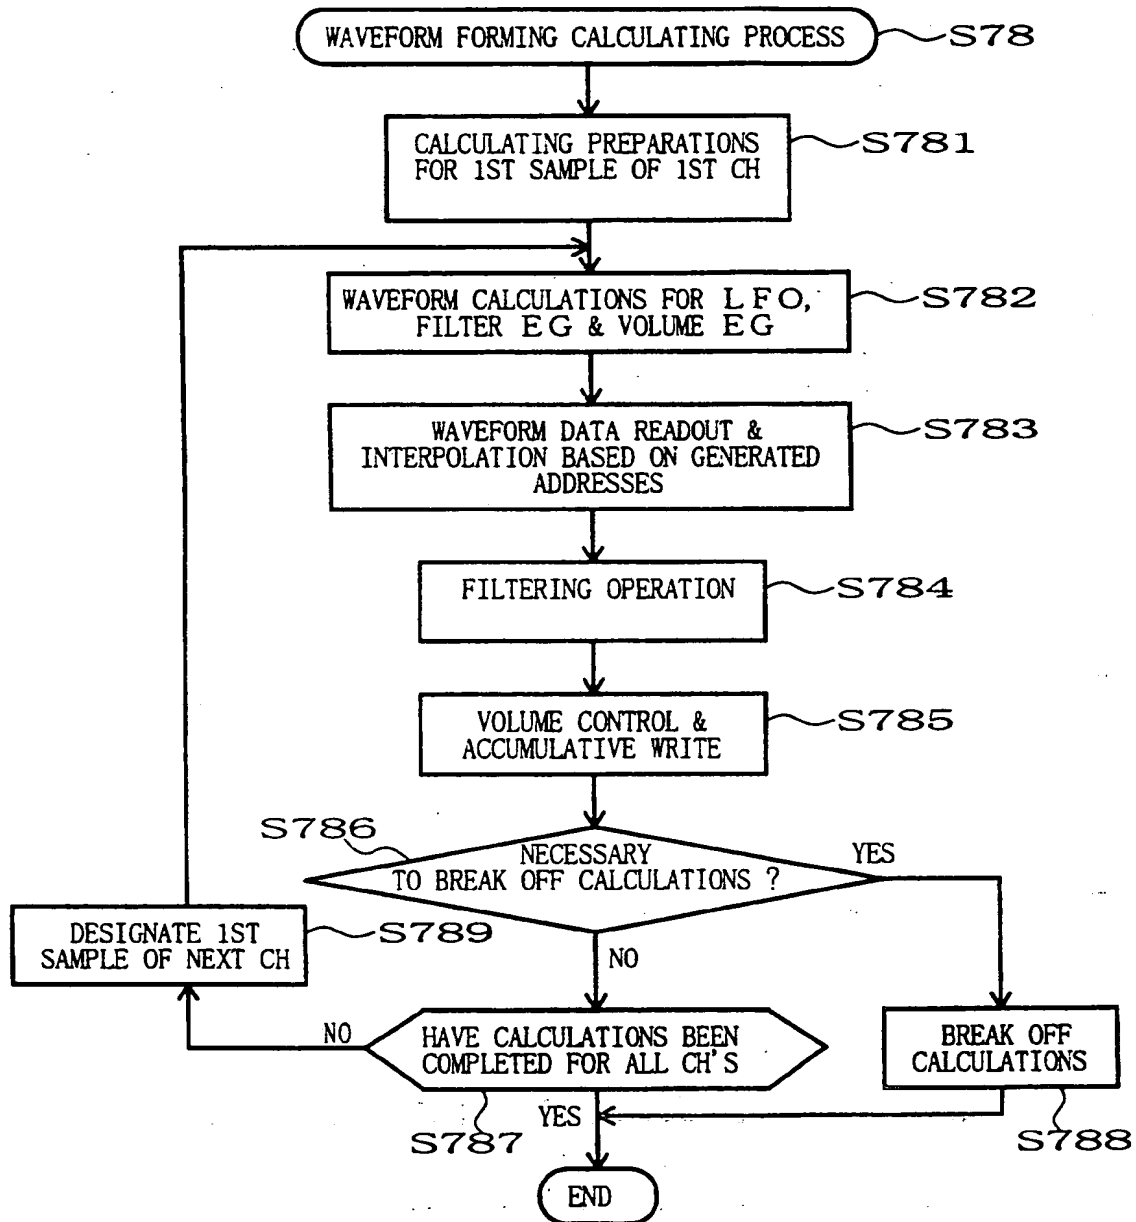 WAVEFORM FORMING CALCULATING PROCESS
S78
CALCULATING PREPARATIONS
FOR 1ST SAMPLE OF 1ST CH
S781
WAVEFORM CALCULATIONS FOR LFO,
FILTER EG & VOLUME EG
S782
WAVEFORM DATA READOUT &
INTERPOLATION BASED ON GENERATED
ADDRESSES
S783
FILTERING OPERATION
S784
VOLUME CONTROL &
ACCUMULATIVE WRITE
S785
S786
NECESSARY
TO BREAK OFF CALCULATIONS ?
YES
NO
DESIGNATE 1ST
SAMPLE OF NEXT CH
S789
NO
HAVE CALCULATIONS BEEN
COMPLETED FOR ALL CH'S
S787
BREAK OFF
CALCULATIONS
S788
YES
END